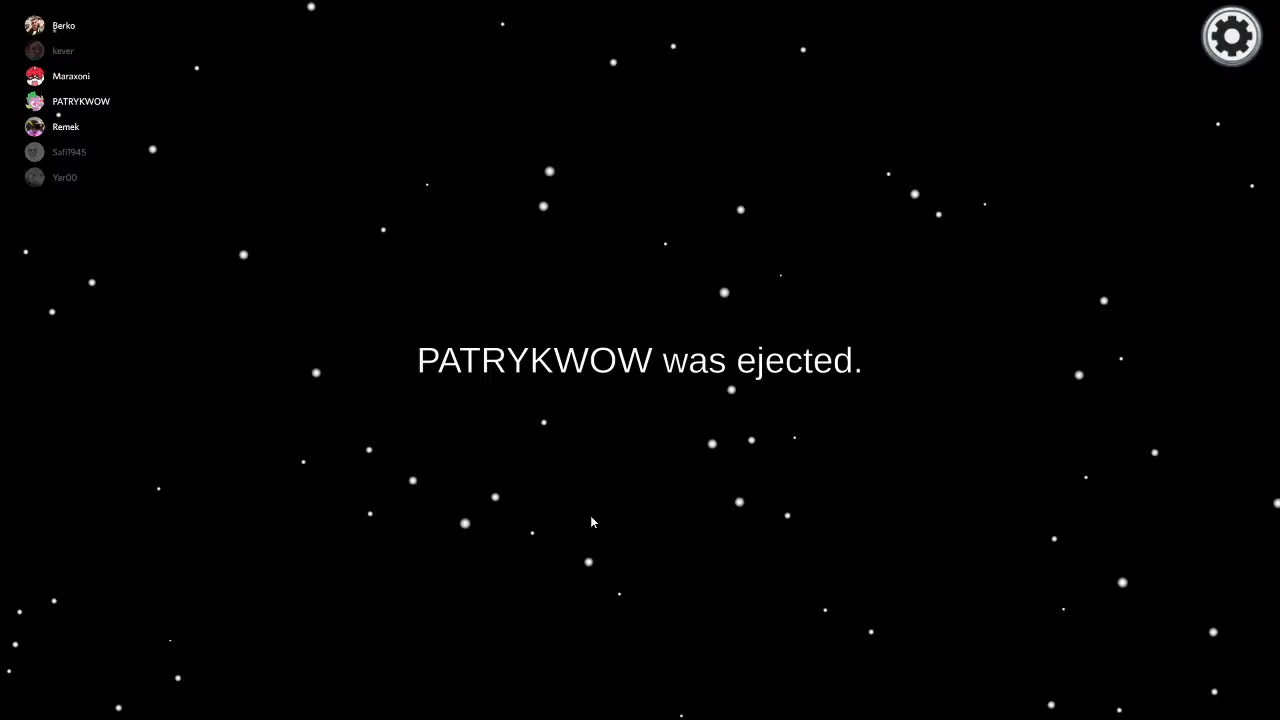 Berko
kever
Maraxoni
PATRYKWOW
Remek
Safi1945
Yar00
PATRYKWOW was ejected.